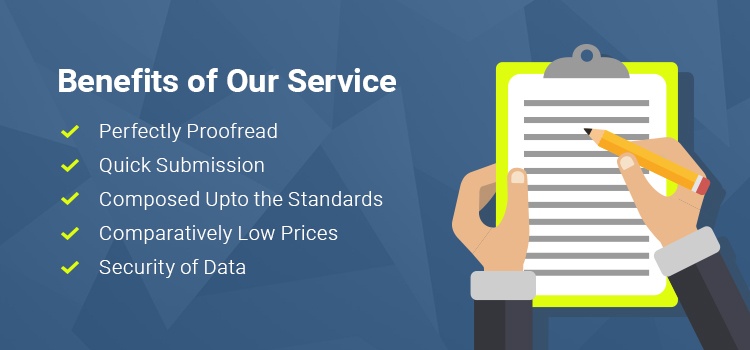 Benefits of Our Service
Perfectly Proofread
Quick Submission
Composed Upto the Standards
Comparatively Low Prices
Security of Data